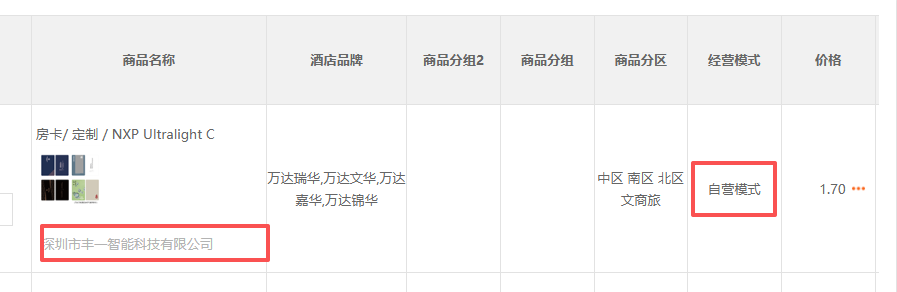 商品名称
酒店品牌
商品分组2
商品分组
商品分区
经营模式
价格
房卡/ 定制 / NXP Ultralight C
深圳市丰一智能科技有限公司
万达瑞华,万达文华,万达
嘉华,万达锦华
中区 南区 北区
文商旅
自营模式
1.70